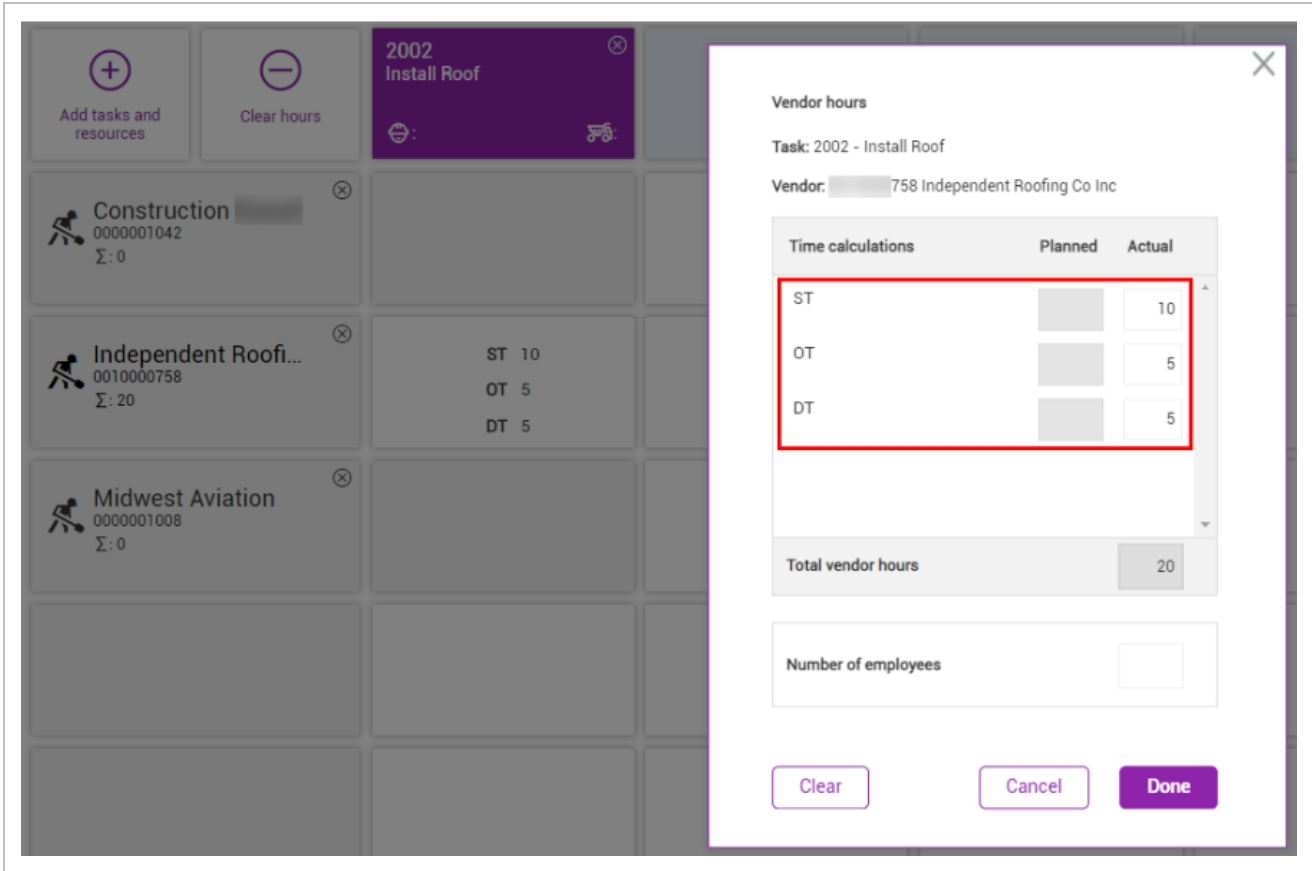 Add tasks and
resources
Clear hours
2002
Install Roof
:
:
Construction
0000001042
Σ: 0
Independent Roofi...
0010000758
Σ: 20
ST 10
OT 5
DT 5
Midwest Aviation
0000001008
Σ: 0
Vendor hours
Task: 2002 - Install Roof
Vendor: 758 Independent Roofing Co Inc
Time calculations Planned Actual
ST 10
OT 5
DT 5
Total vendor hours 20
Number of employees
Clear Cancel Done